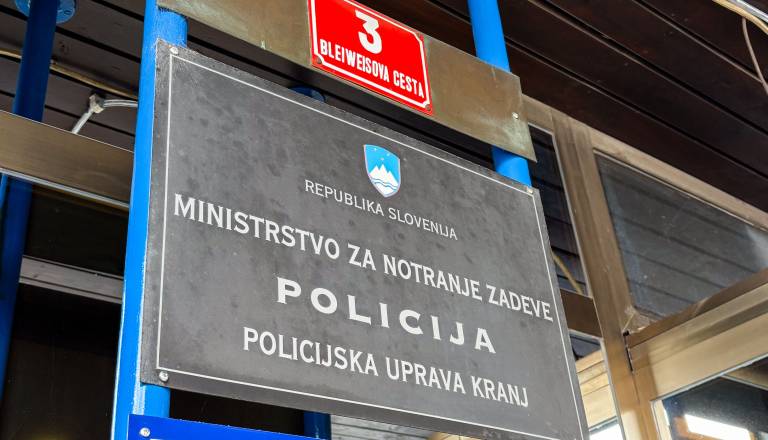 3
BLEIWEISOVA CESTA
REPUBLIKA SLOVENIJA
MINISTRSTVO ZA NOTRANJE ZADEVE
POLICIJA
POLICIJSKA UPRAVA KRANJ